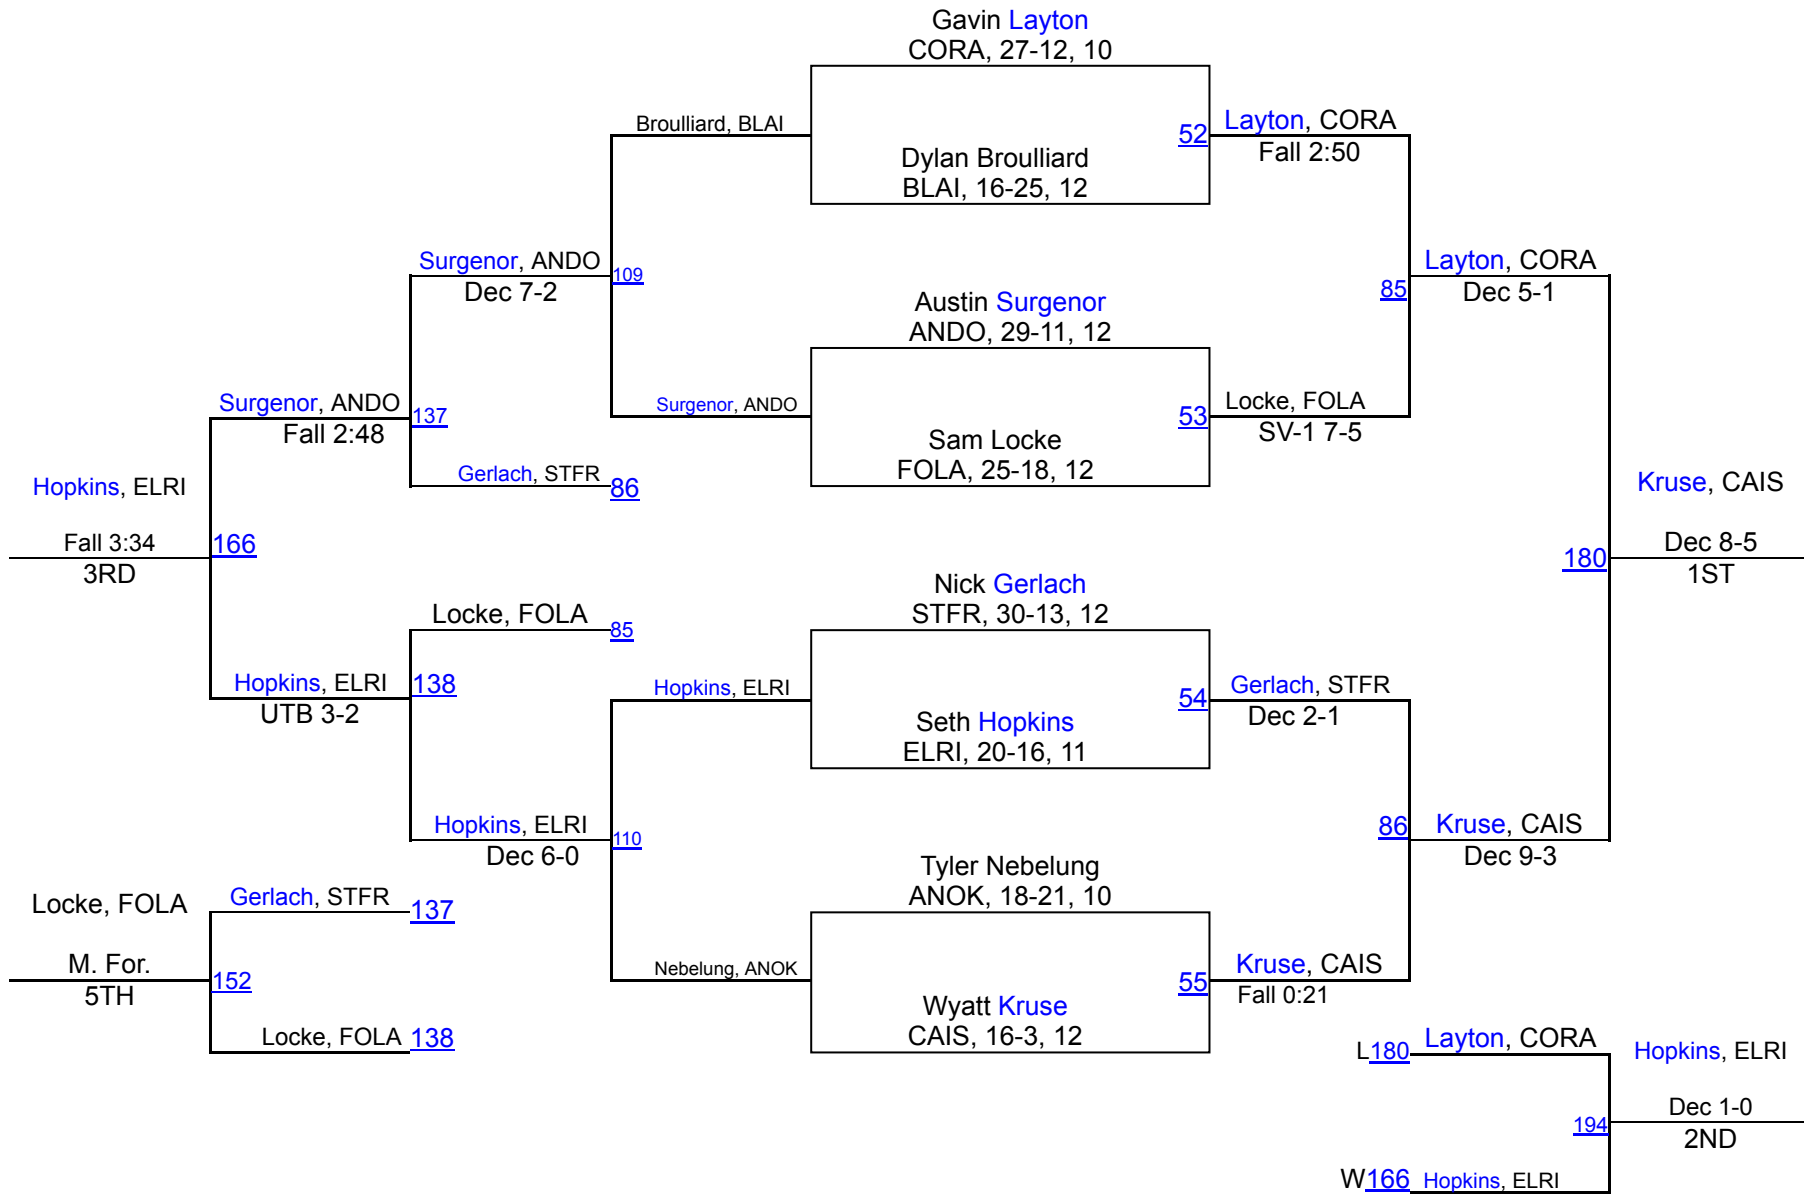 Gavin Layton
CORA, 27-12, 10
Broulliard, BLAI
52
Layton, CORA
Fall 2:50
Dylan Broulliard
BLAI, 16-25, 12
Surgenor, ANDO
Dec 7-2
109
Layton, CORA
Dec 5-1
85
Austin Surgenor
ANDO, 29-11, 12
Surgenor, ANDO
Fall 2:48
137
Surgenor, ANDO
53
Locke, FOLA
SV-1 7-5
Sam Locke
FOLA, 25-18, 12
Gerlach, STFR
86
Hopkins, ELRI
Fall 3:34
3RD
166
Kruse, CAIS
180
Dec 8-5
1ST
Nick Gerlach
STFR, 30-13, 12
Locke, FOLA
85
Hopkins, ELRI
UTB 3-2
138
Hopkins, ELRI
54
Gerlach, STFR
Dec 2-1
Seth Hopkins
ELRI, 20-16, 11
Hopkins, ELRI
Dec 6-0
110
86
Kruse, CAIS
Dec 9-3
Tyler Nebelung
ANOK, 18-21, 10
Locke, FOLA
Gerlach, STFR
137
M. For.
5TH
152
Nebelung, ANOK
55
Kruse, CAIS
Fall 0:21
Wyatt Kruse
CAIS, 16-3, 12
Locke, FOLA
138
L180
Layton, CORA
Hopkins, ELRI
194
Dec 1-0
2ND
W166
Hopkins, ELRI